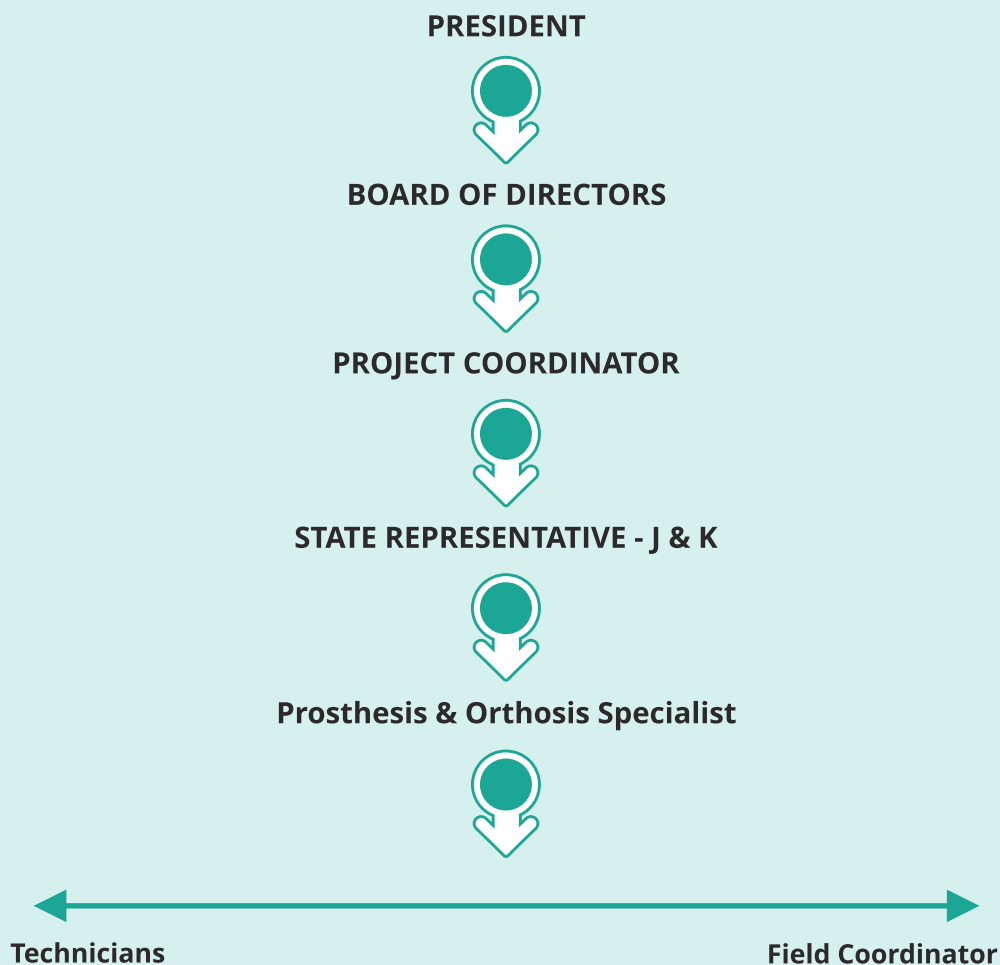 PRESIDENT
BOARD OF DIRECTORS
PROJECT COORDINATOR
STATE REPRESENTATIVE - J & K
Prosthesis & Orthosis Specialist
Technicians
Field Coordinator